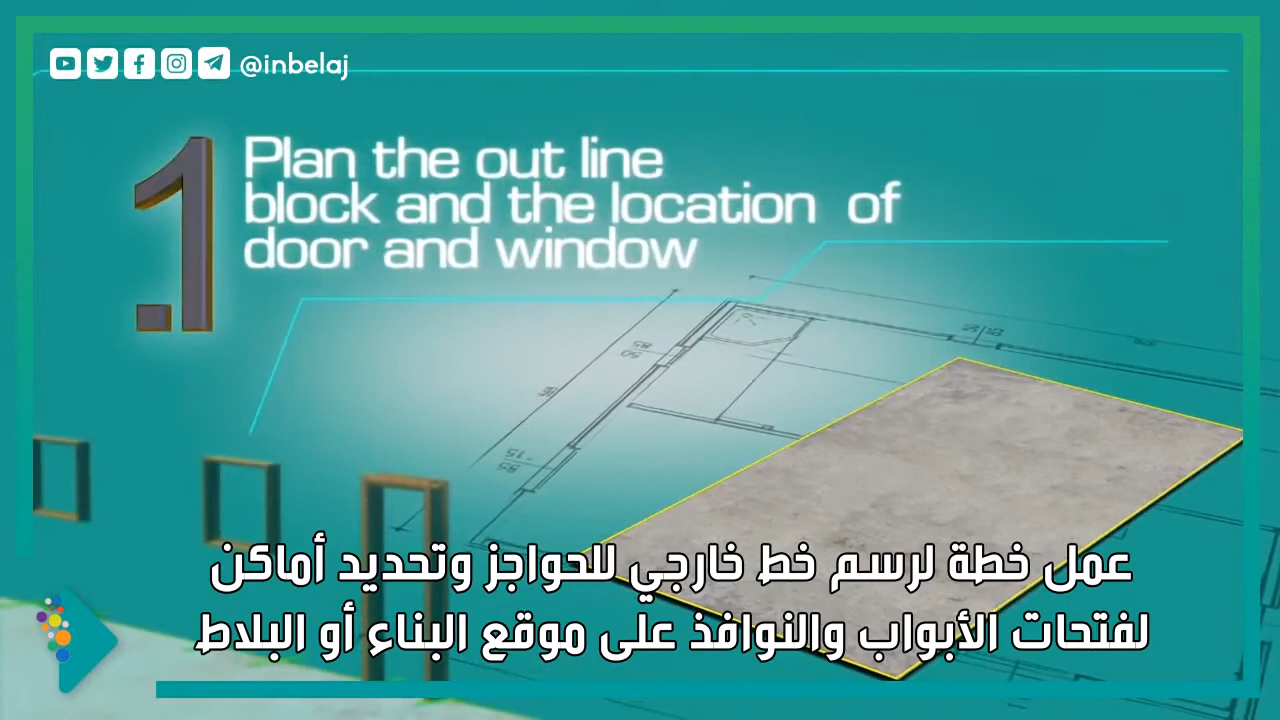 @inbelaj
1.
Plan the out line
block and the location of
door and window
عمل خطة لرسم خط خارجي للحواجز وتحديد أماكن
لفتحات الأبواب والنوافذ على موقع البناء أو البلاط